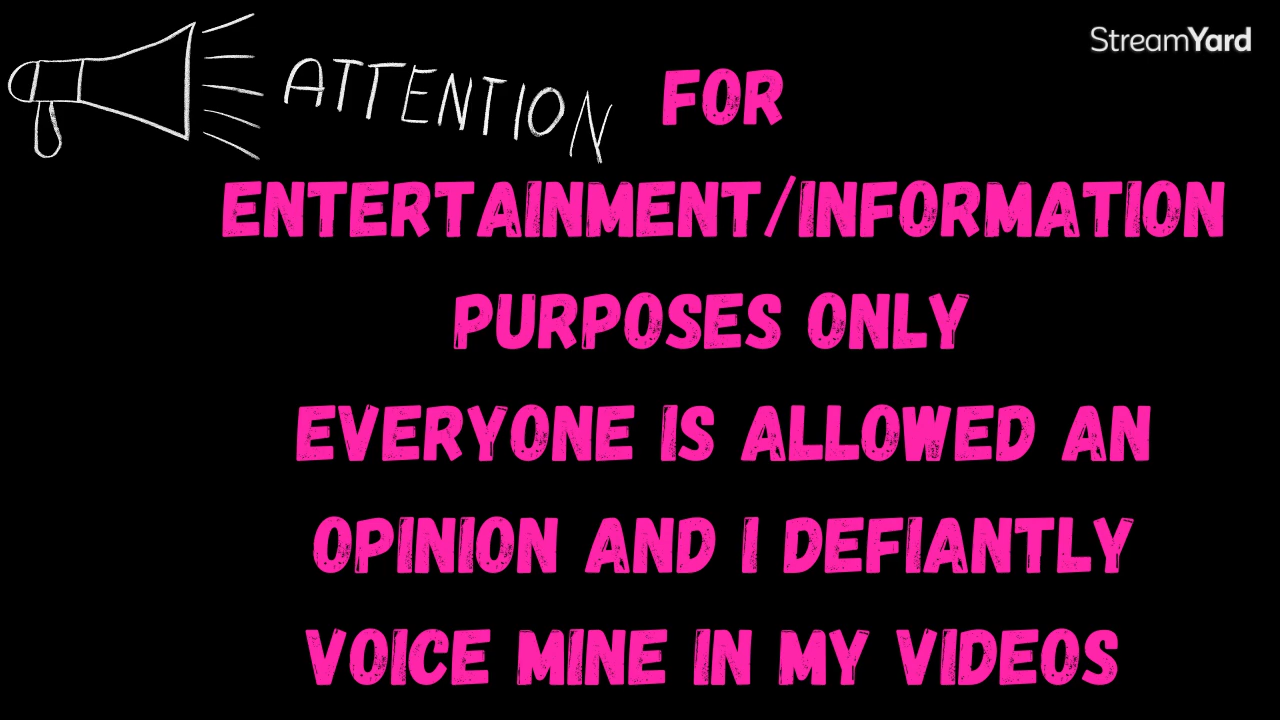 StreamYard
ATTENTION FOR
ENTERTAINMENT/INFORMATION
PURPOSES ONLY
EVERYONE IS ALLOWED AN
OPINION AND I DEFIANTLY
VOICE MINE IN MY VIDEOS